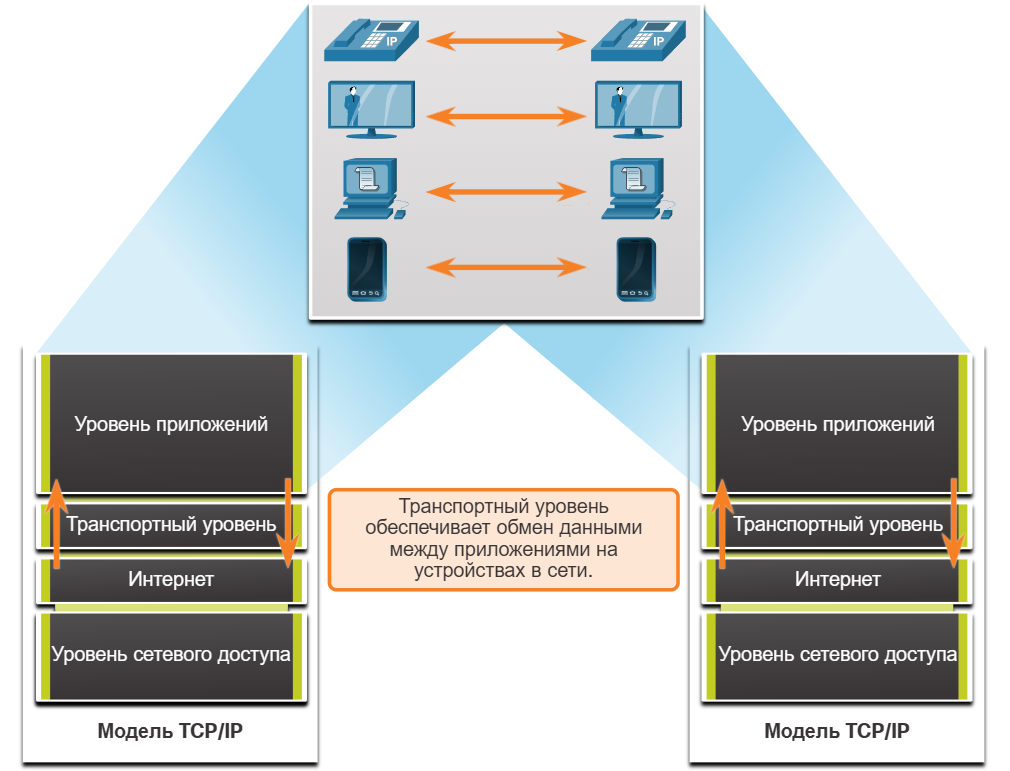 IP
IP
Уровень приложений
Транспортный уровень
Интернет
Уровень сетевого доступа
Модель TCP/IP
Транспортный уровень
обеспечивает обмен данными
между приложениями на
устройствах в сети.
Уровень приложений
Транспортный уровень
Интернет
Уровень сетевого доступа
Модель TCP/IP